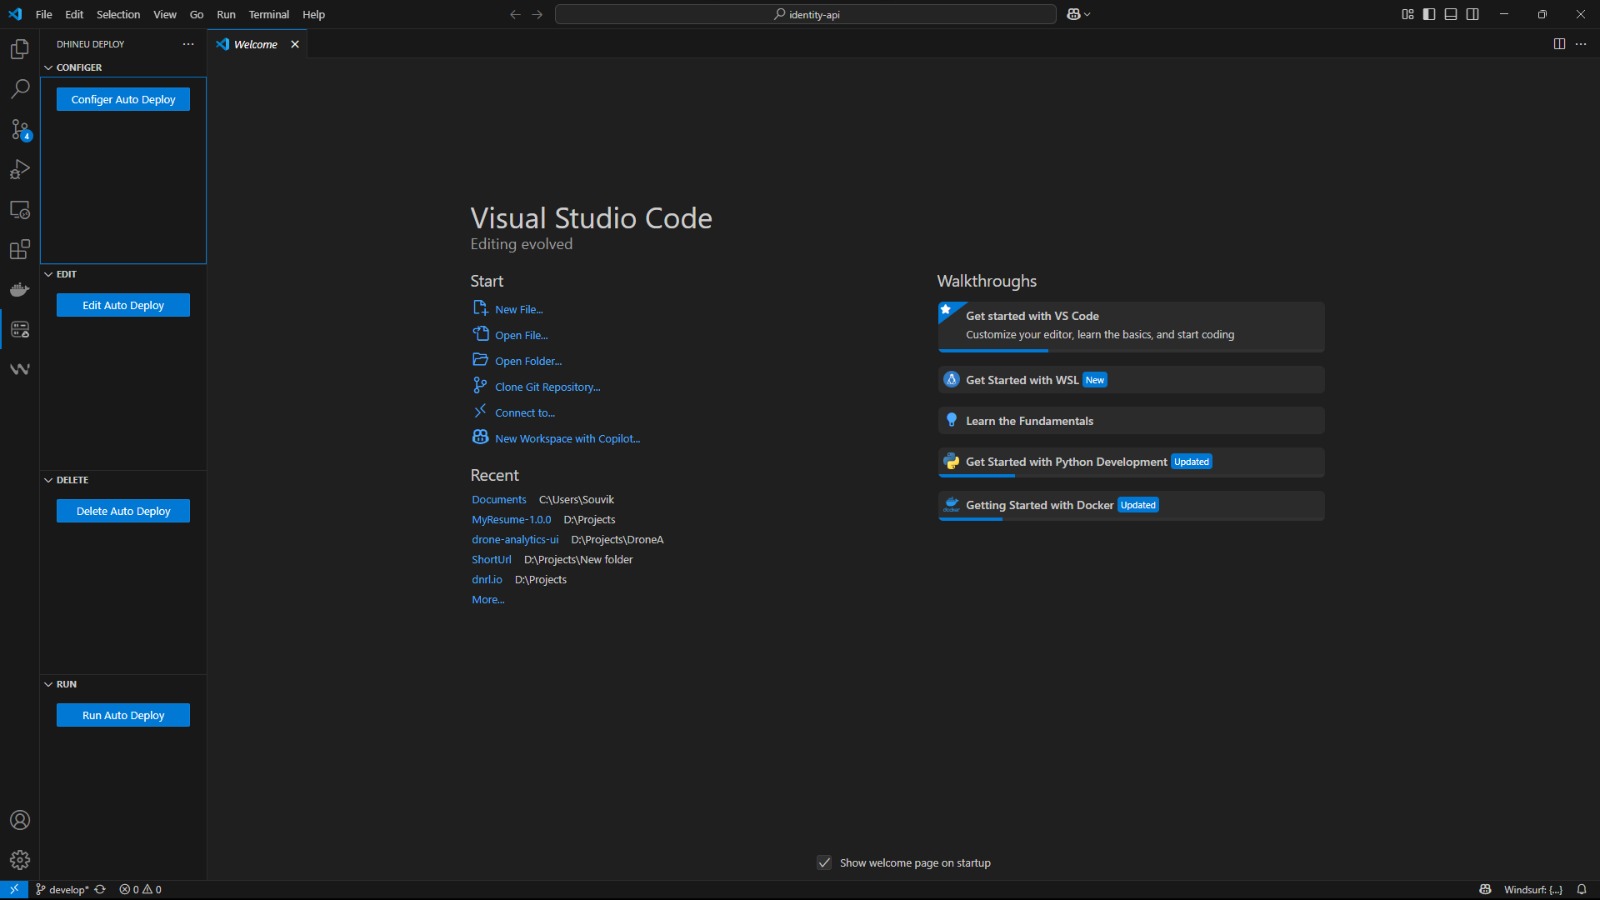 File Edit Selection View Go Run Terminal Help
identity-api
DHINEU DEPLOY
Welcome
CONFIGER
Configer Auto Deploy
4
EDIT
Edit Auto Deploy
DELETE
Delete Auto Deploy
RUN
Run Auto Deploy
Visual Studio Code
Editing evolved
Start
New File...
Open File...
Open Folder...
Clone Git Repository...
Connect to...
New Workspace with Copilot...
Recent
Documents C:\Users\Souvik
MyResume-1.0.0 D:\Projects
drone-analytics-ui D:\Projects\DroneA
ShortUrl D:\Projects\New folder
dnrl.io D:\Projects
More...
Walkthroughs
Get started with VS Code
Customize your editor, learn the basics, and start coding
Get Started with WSL New
Learn the Fundamentals
Get Started with Python Development Updated
Getting Started with Docker Updated
Show welcome page on startup
develop* 0 0
Windsurf: {...}